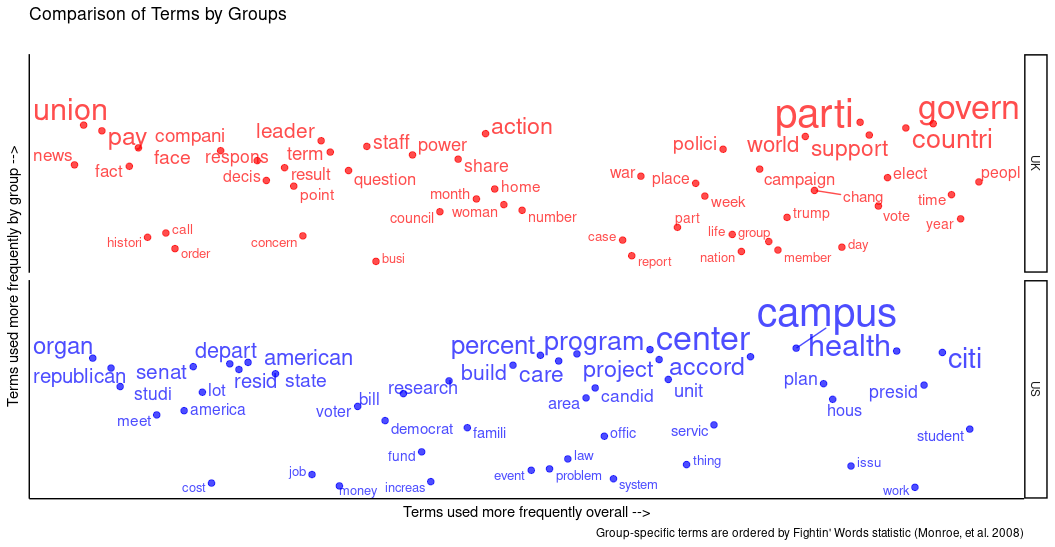 Comparison of Terms by Groups
Terms used more frequently by group -->
union
parti
govern
pay
compani
leader
staff
power
action
polici
world
support
countri
news
fact
face
respons
decis
term
result
point
question
share
month
home
council
woman
number
war
place
week
campaign
chang
elect
peopl
time
year
vote
trump
part
life
group
case
report
nation
member
day
histori
call
order
concern
busi
UK
campus
organ
republican
depart
american
percent
program
center
health
citi
senat
resid
state
studi
lot
america
meet
research
build
care
project
accord
unit
area
candid
plan
hous
presid
voter
bill
democrat
famili
offic
servic
student
fund
law
thing
issu
job
event
problem
system
cost
money
increas
work
US
Terms used more frequently overall -->
Group-specific terms are ordered by Fightin' Words statistic (Monroe, et al. 2008)